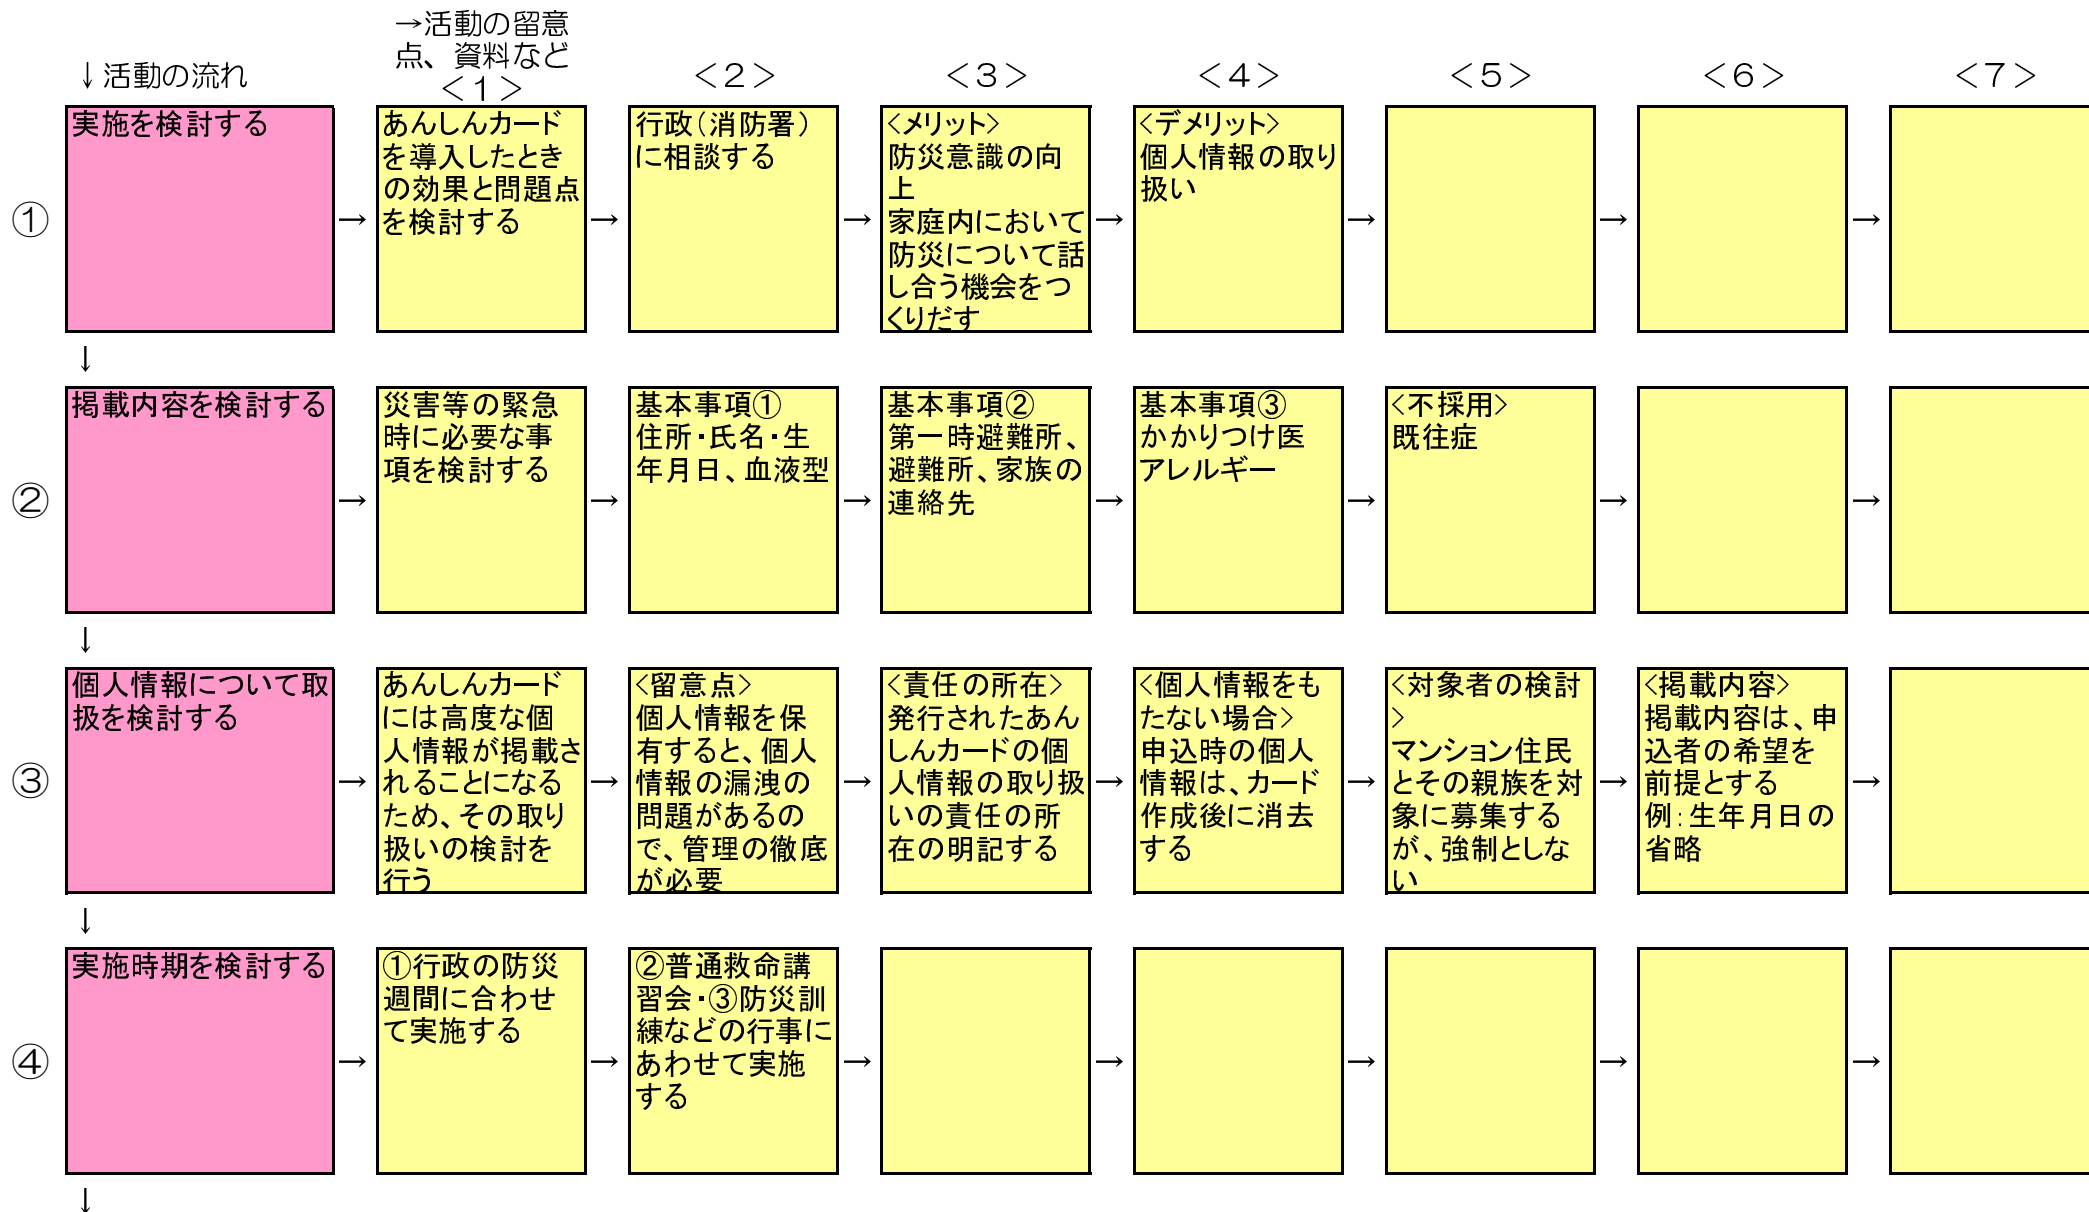 →活動の留意
点、資料など
↓活動の流れ
＜１＞
＜２＞
＜３＞
＜４＞
＜５＞
＜６＞
＜７＞
①
実施を検討する
→
あんしんカード
を導入したとき
の効果と問題点
を検討する
→
行政（消防署）
に相談する
→
<メリット>
防災意識の向
上
家庭内において
防災について話
し合う機会をつ
くりだす
→
<デメリット>
個人情報の取り
扱い
→
→
→
↓
②
掲載内容を検討する
→
災害等の緊急
時に必要な事
項を検討する
→
基本事項①
住所・氏名・生
年月日、血液型
→
基本事項②
第一時避難所、
避難所、家族の
連絡先
→
基本事項③
かかりつけ医
アレルギー
→
<不採用>
既往症
→
→
↓
③
個人情報について取
扱を検討する
→
あんしんカード
には高度な個
人情報が掲載さ
れることになる
ため、その取り
扱いの検討を
行う
→
<留意点>
個人情報を保
有すると、個人
情報の漏洩の
問題があるの
で、管理の徹底
が必要
→
<責任の所在>
発行されたあん
しんカードの個
人情報の取り扱
いの責任の所
在の明記する
→
<個人情報をも
たない場合>
申込時の個人
情報は、カード
作成後に消去
する
→
<対象者の検討
>
マンション住民
とその親族を対
象に募集する
が、強制としな
い
→
<掲載内容>
掲載内容は、申
込者の希望を
前提とする
例：生年月日の
省略
→
↓
④
実施時期を検討する
→
①行政の防災
週間に合わせ
て実施する
→
②普通救命講
習会・③防災訓
練などの行事に
あわせて実施
する
→
→
→
→
→
↓